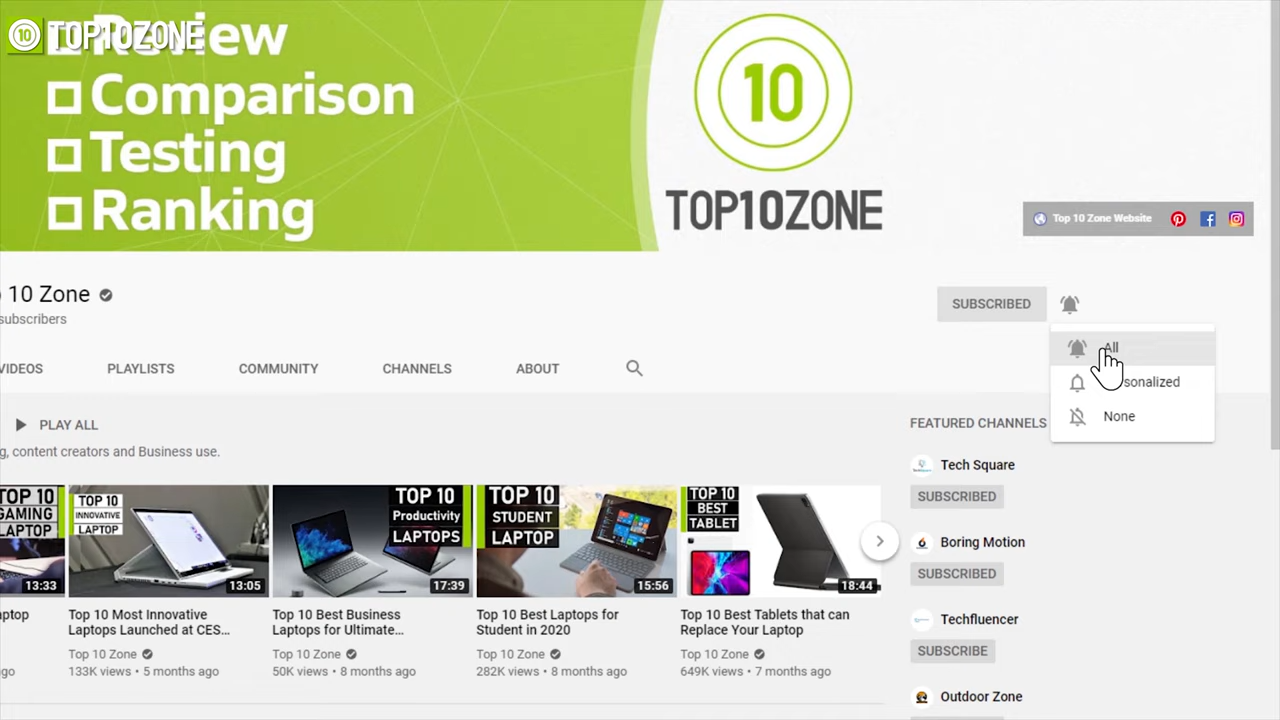 10 TOP10ZONE
Review
Comparison
Testing
Ranking
10
TOP10ZONE
Top 10 Zone Website
10 Zone
subscribers
SUBSCRIBED
All
None
VIDEOS
PLAYLISTS
COMMUNITY
CHANNELS
ABOUT
PLAY ALL
content creators and Business use.
FEATURED CHANNELS
Tech Square
SUBSCRIBED
Boring Motion
SUBSCRIBED
Techfluencer
SUBSCRIBE
Outdoor Zone
TOP 10
GAMING
LAPTOP
13:33
TOP 10
INNOVATIVE
LAPTOP
13:05
TOP 10
Productivity
LAPTOPS
17:39
TOP 10
STUDENT
LAPTOP
15:56
TOP 10
BEST
TABLET
18:44
Top 10 Most Innovative
Laptops Launched at CES...
Top 10 Zone
133K views • 5 months ago
Top 10 Best Business
Laptops for Ultimate...
Top 10 Zone
50K views • 8 months ago
Top 10 Best Laptops for
Student in 2020
Top 10 Zone
282K views • 8 months ago
Top 10 Best Tablets that can
Replace Your Laptop
Top 10 Zone
649K views • 7 months ago